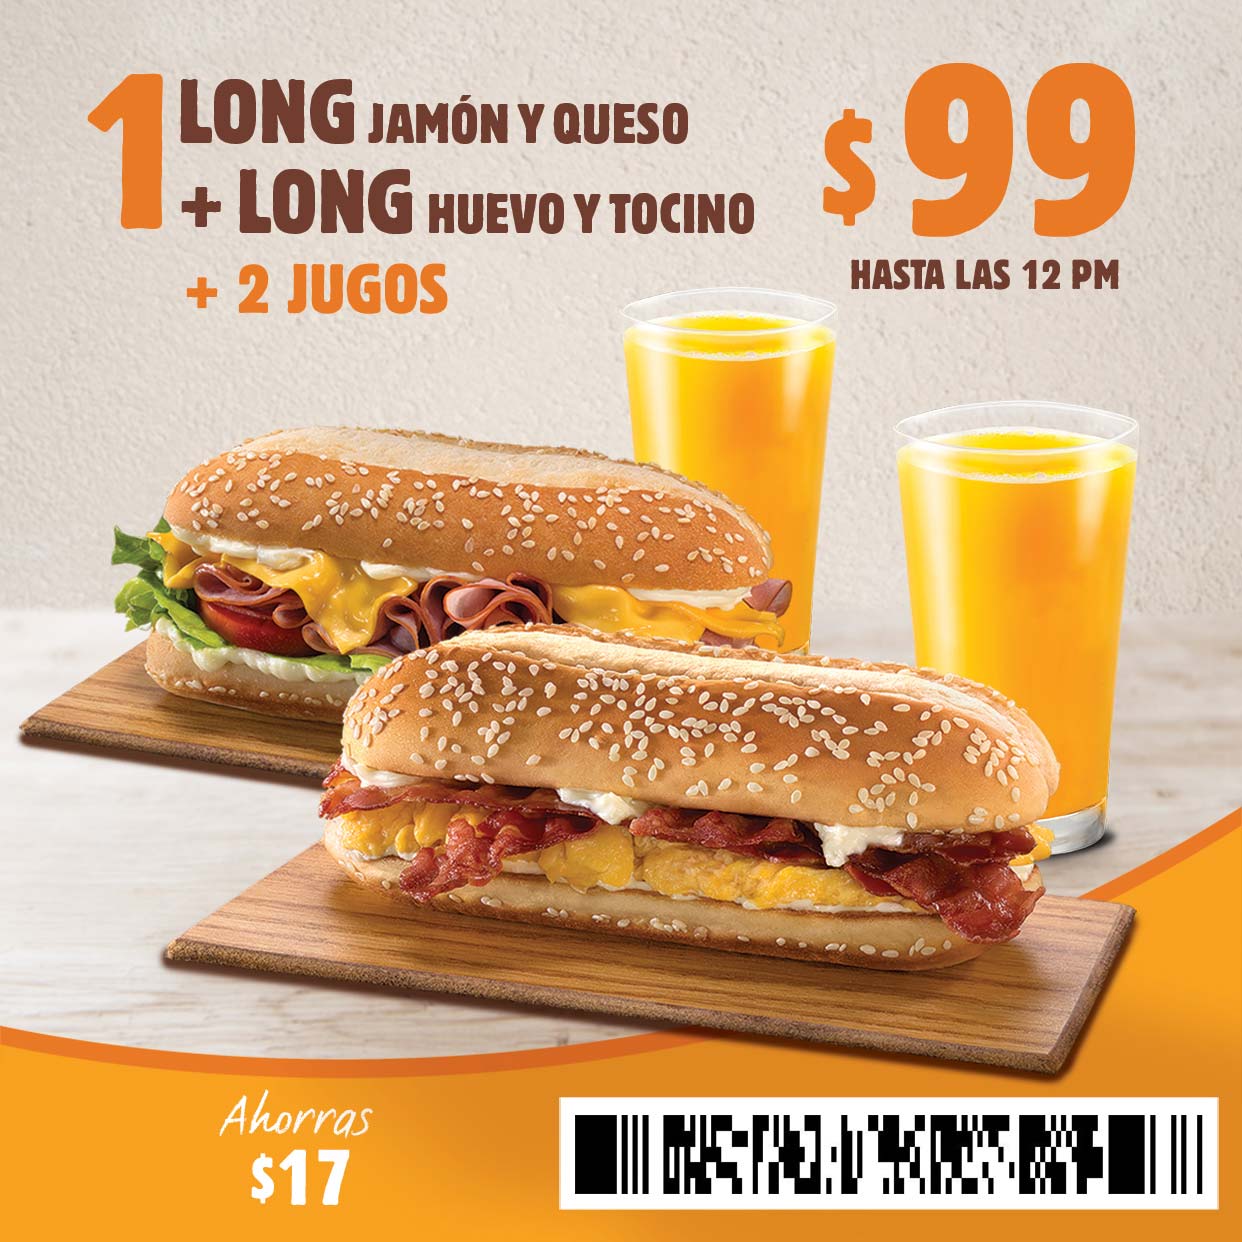 1 LONG JAMÓN Y QUESO
+ LONG HUEVO Y TOCINO
+ 2 JUGOS
$99
HASTA LAS 12 PM
Ahorras
$17